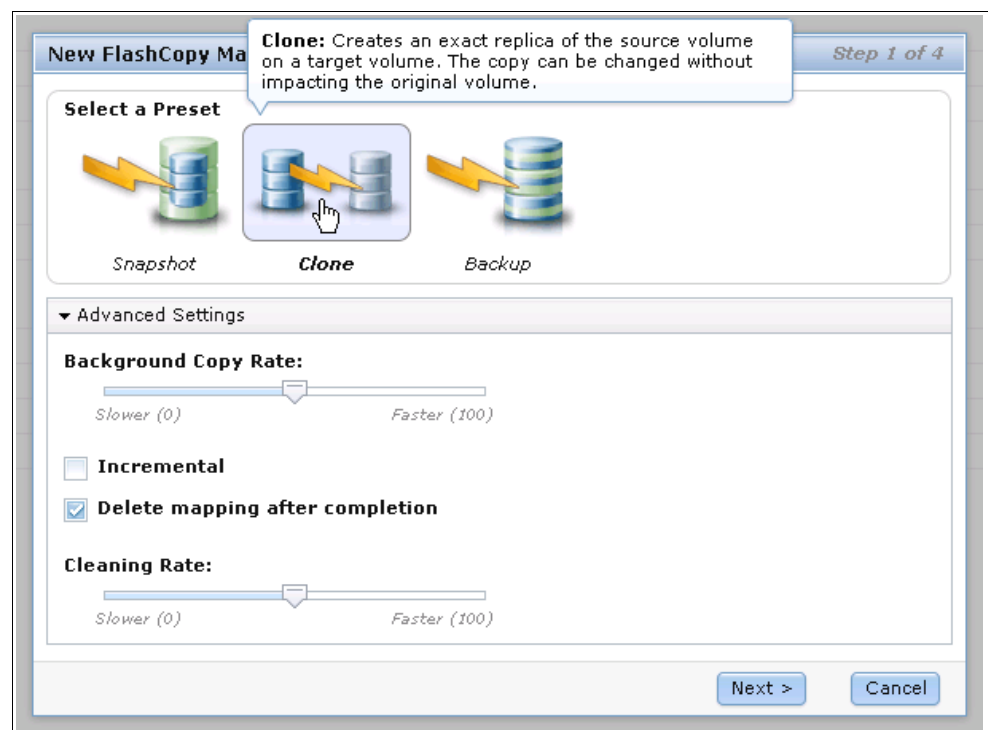 New FlashCopy Ma
Clone: Creates an exact replica of the source volume
on a target volume. The copy can be changed without
impacting the original volume.
Step 1 of 4
Select a Preset
Snapshot
Clone
Backup
Advanced Settings
Background Copy Rate:
Slower (0)
Faster (100)
Incremental
Delete mapping after completion
Cleaning Rate:
Slower (0)
Faster (100)
Next >
Cancel